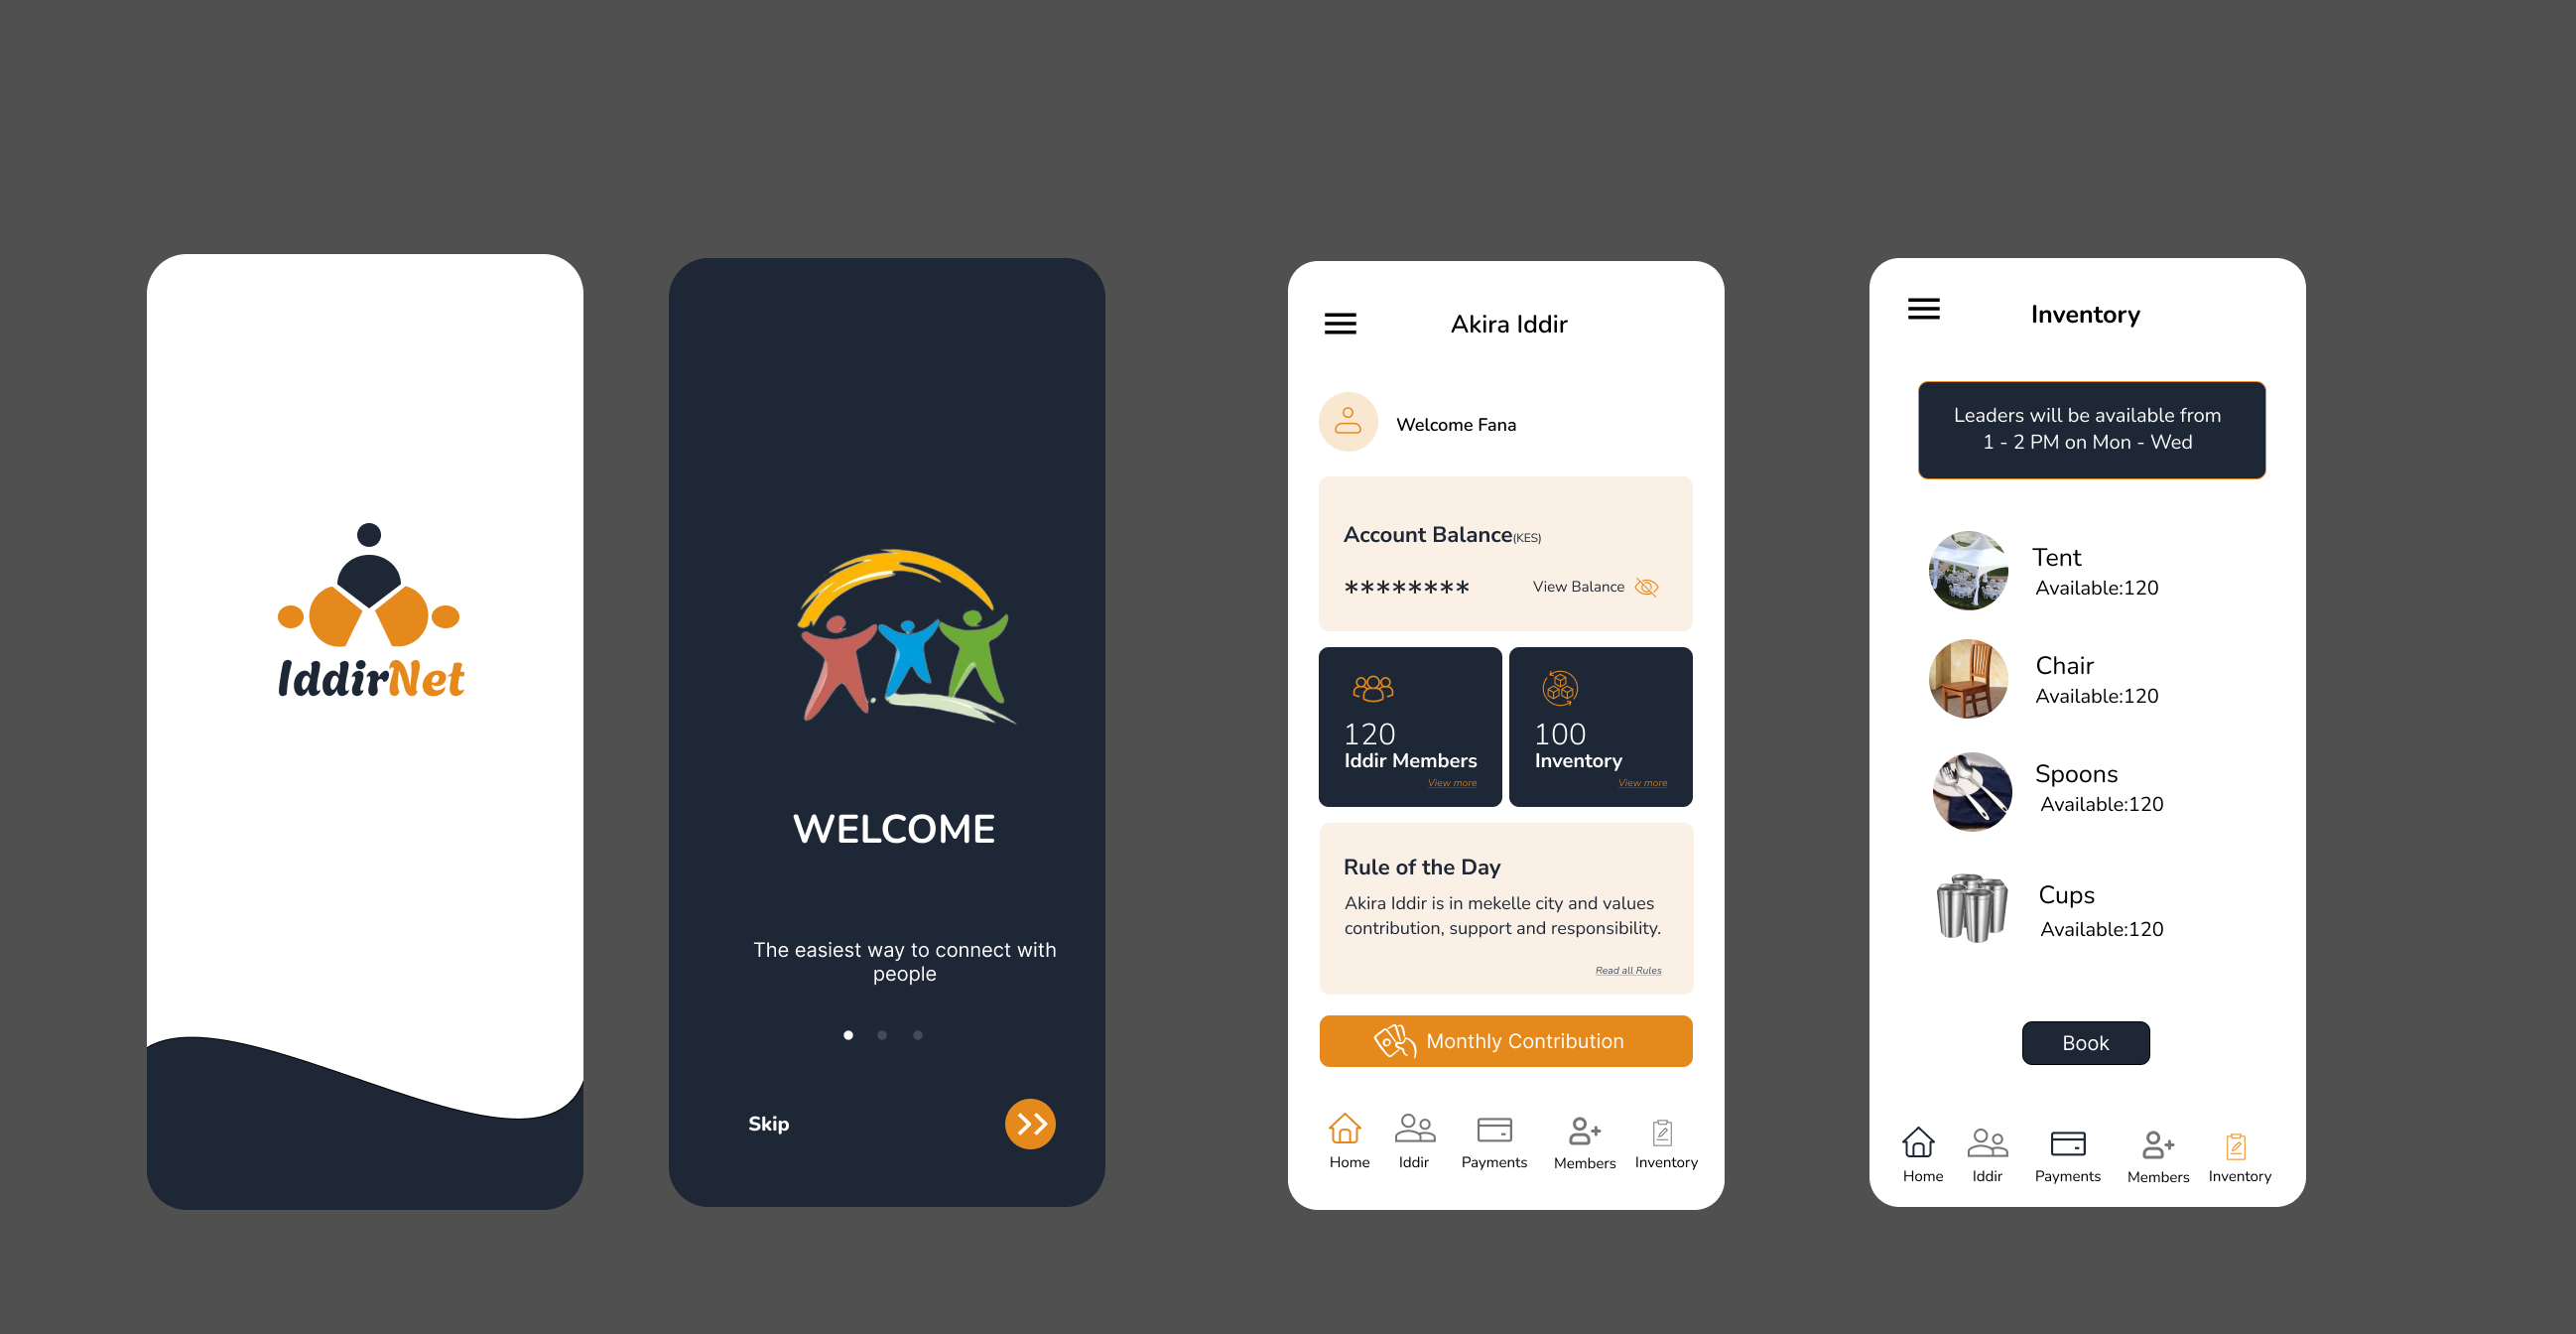 IddirNet
WELCOME
The easiest way to connect with
people
Skip
Akira Iddir
Welcome Fana
Account Balance(KES)
******** View Balance
120
Iddir Members
View more
100
Inventory
View more
Rule of the Day
Akira Iddir is in mekelle city and values
contribution, support and responsibility.
Read all Rules
Monthly Contribution
Home Iddir Payments Members Inventory
Inventory
Leaders will be available from
1 - 2 PM on Mon - Wed
Tent
Available:120
Chair
Available:120
Spoons
Available:120
Cups
Available:120
Book
Home Iddir Payments Members Inventory